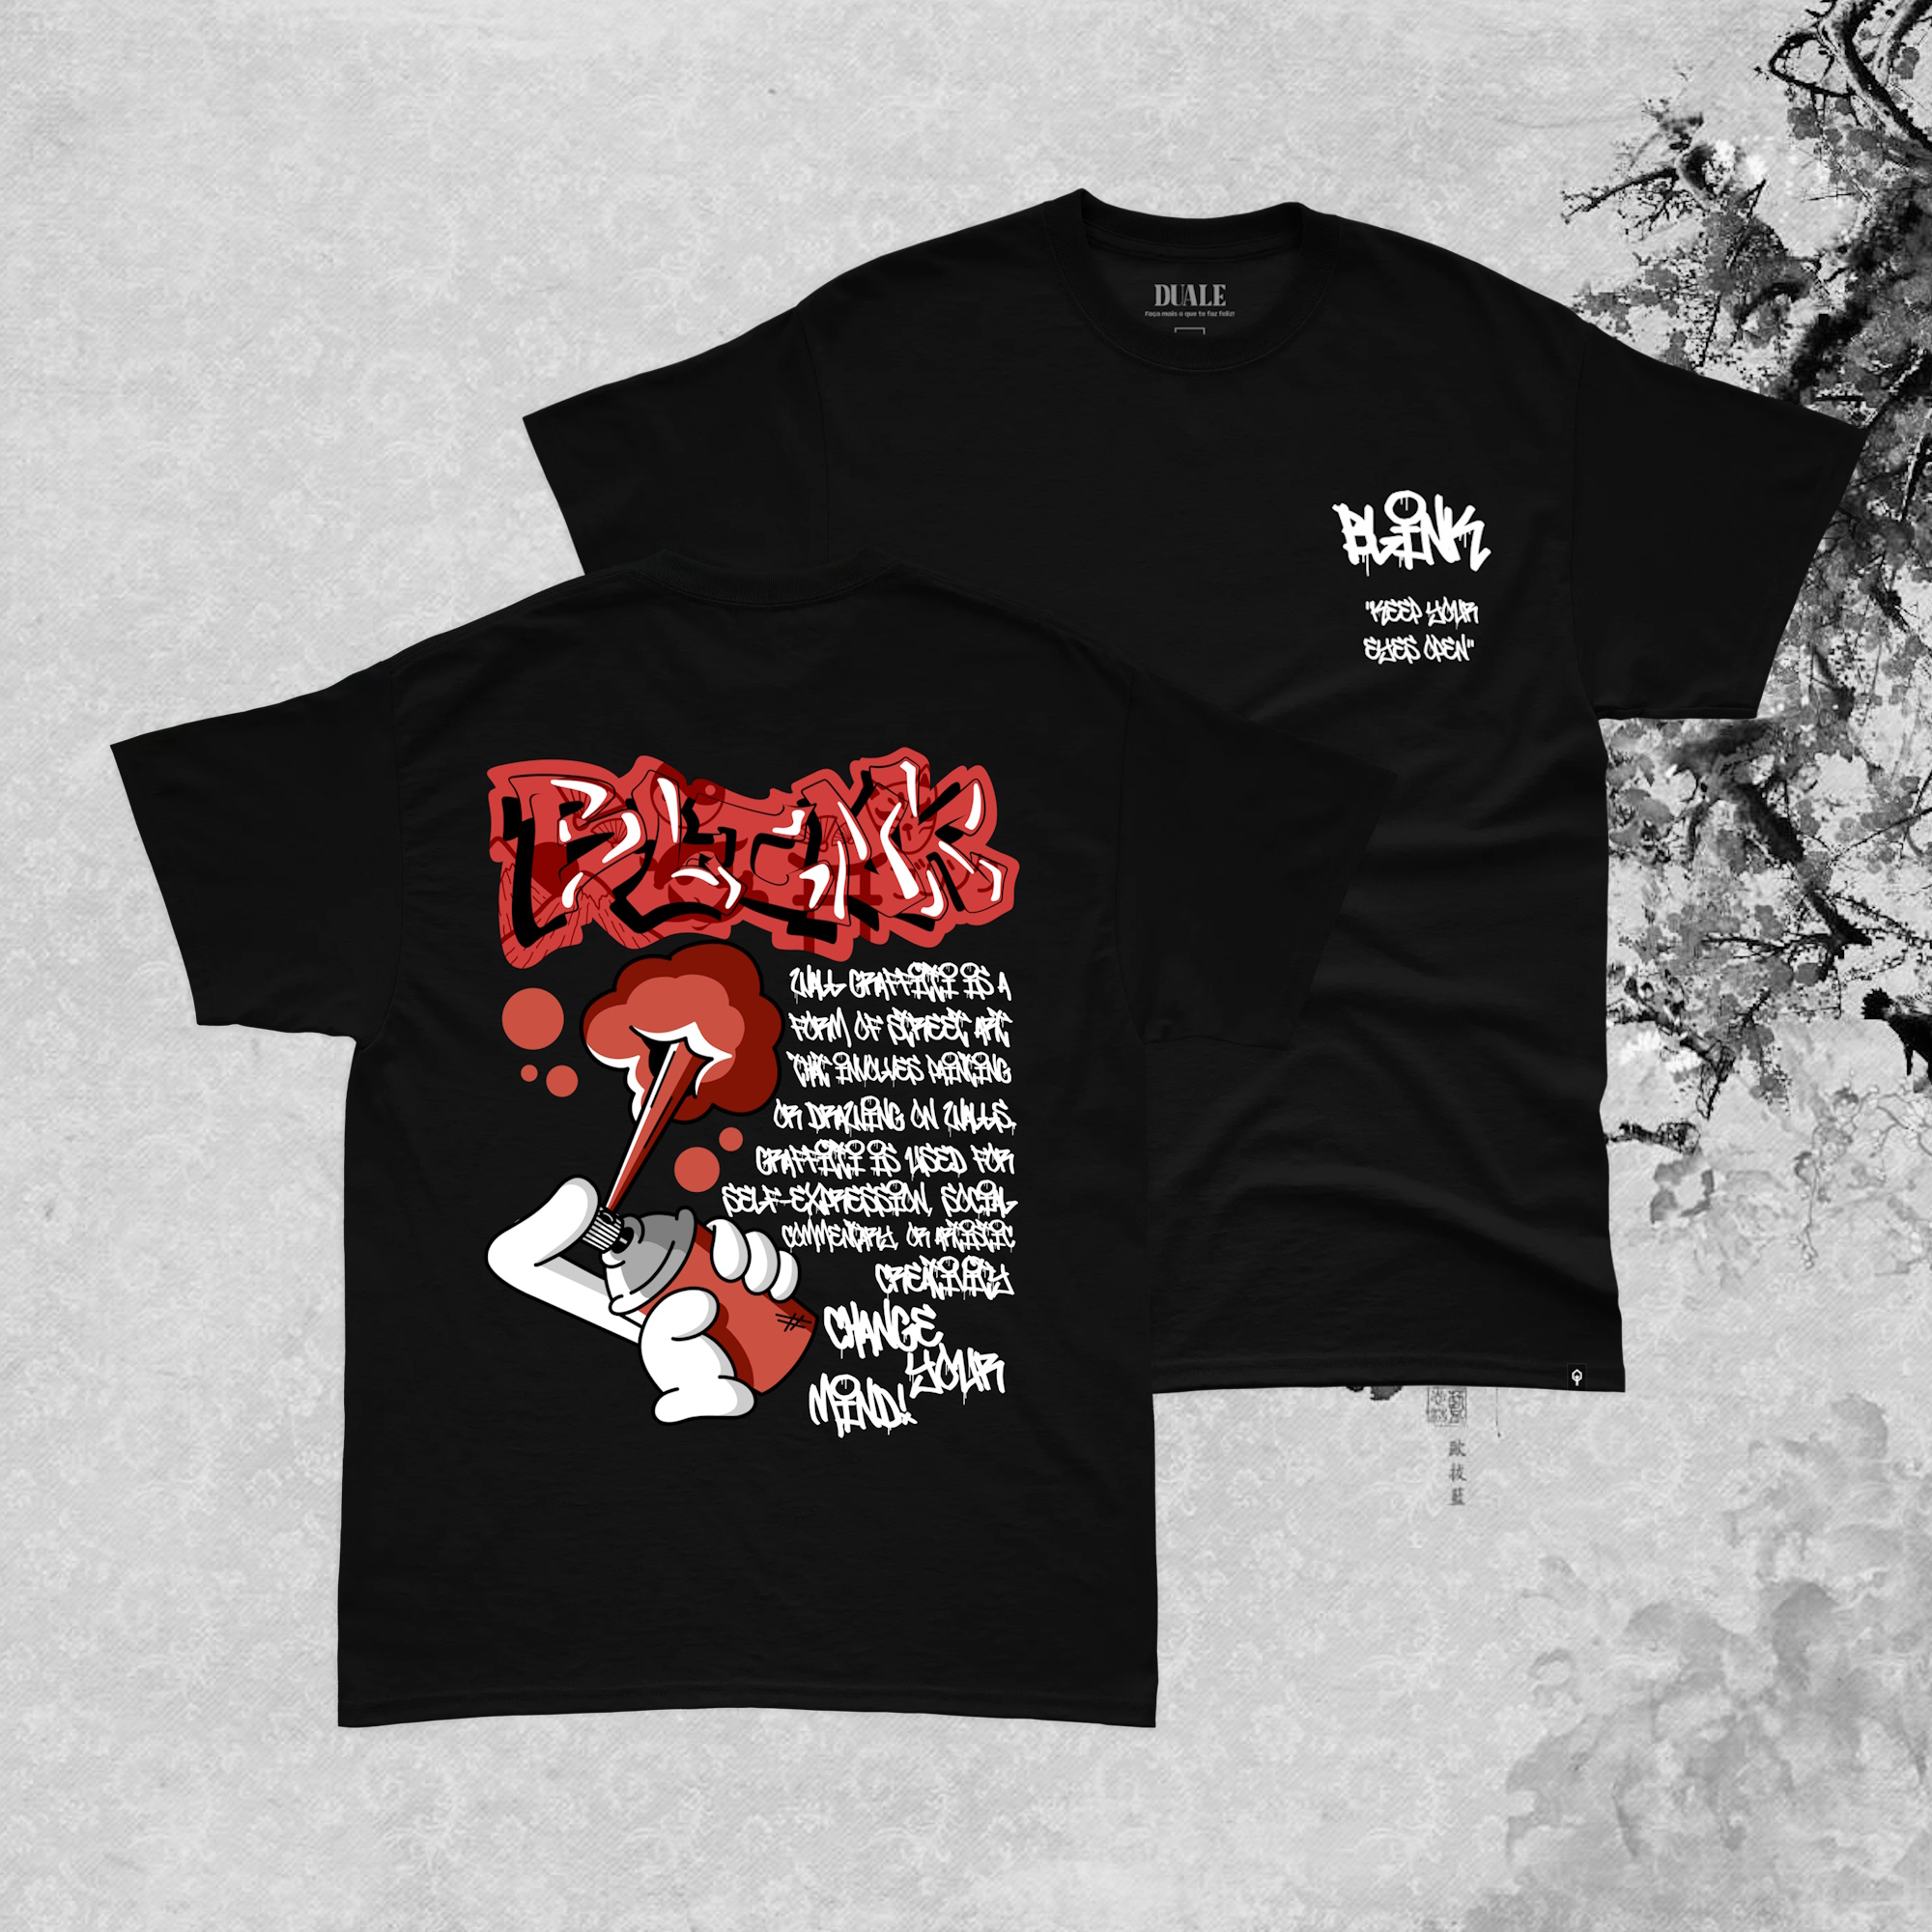 DUALE
Faça mais o que te faz feliz!
BLINK
"KEEP YOUR
EYES OPEN"
BLINK
WALL GRAFFITI IS A
FORM OF STREET ART
THAT INVOLVES PAINTING
OR DRAWING ON WALLS.
GRAFFITI IS USED FOR
SELF-EXPRESSION, SOCIAL
COMMENTARY, OR ARTISTIC
CREATIVITY
CHANGE
YOUR
MIND!